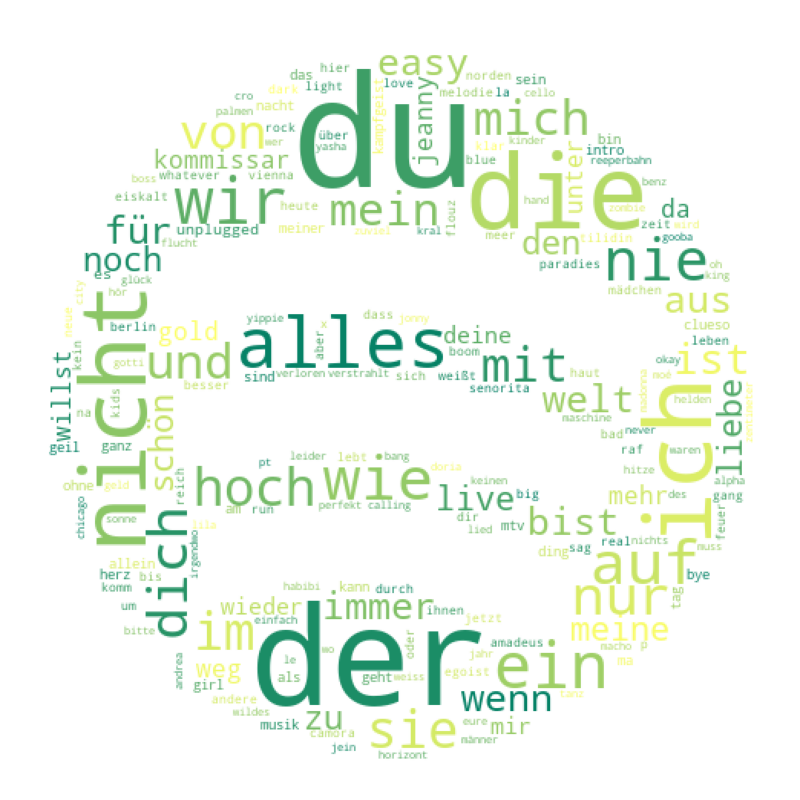 hier
easy
norden
sein
das
du
love
la
cro
light
dark
melodie
cello
palmen
nacht
kampfgeist
jeanny
mich
von
rock
über
klar
kinder
bin
wer
yasha
die
unter
intro
kommissar
blue
reeperbahn
boss
whatever
vienna
hand
benz
eiskalt
wir
heute
mein
flouz
zombie
da
für
unplugged
meiner
zuviel
kral
meer
den
tilidin
zeit
wird
flucht
nie
gooba
noch
paradies
oh
es
glück
mädchen
king
hör
city
neue
nicht
yippie
dass
x
jonny
aus
berlin
gold
alles
deine
clueso
aber
leben
willst
kein
und
boom
mit
ist
gotti
okay
geil
besser
sind
verloren
verstrahlt
sich
weißt
haut
madonna
noé
kids
senorita
helden
na
schön
welt
ich
liebe
zentimeter
maschine
ganz
bad
never
waren
leider
lebt
bang
raf
pt
hoch
wie
doria
keinen
hitze
alpha
ohne
gold
reich
live
big
mehr
des
gang
chicago
sonne
am
run
perfekt
calling
dir
bist
real
feuer
lila
mtv
lied
nichts
dich
irgendwo
ding
sag
muss
herz
bis
allein
auf
bye
komm
habibi
kann
durch
nur
tag
um
wieder
immer
ihnen
bitte
im
einfach
der
jetzt
meine
amadeus
macho
p
weg
le
wo
oder
jahr
ein
ma
andrea
girl
als
geht
weiss
egoist
tanz
andere
wenn
wildes
zu
sie
mir
musik
camora
eure
jein
männer
horizont